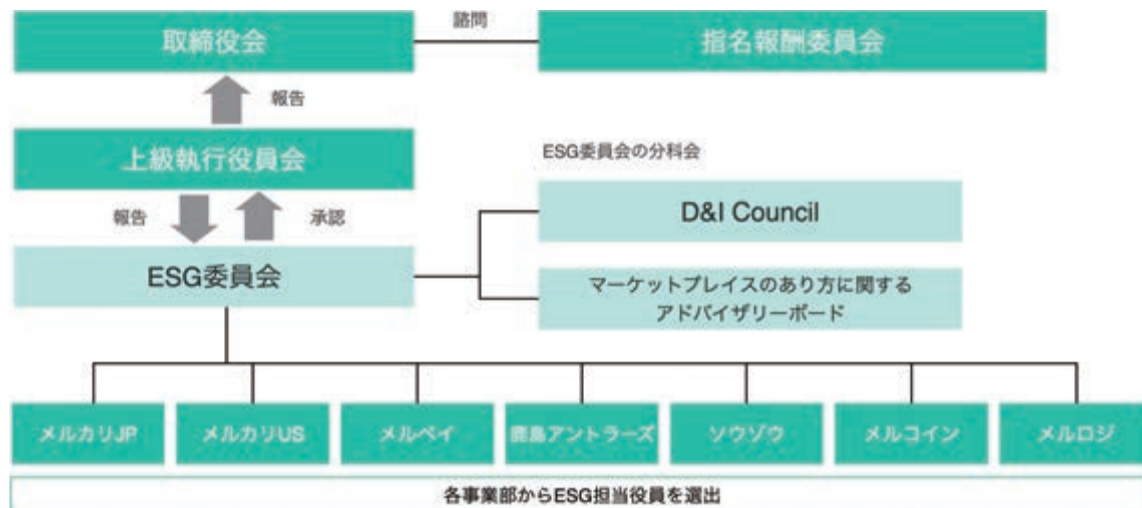 取締役会
諮問
指名報酬委員会
報告
上級執行役員会
ESG委員会の分科会
報告
承認
D&I Council
ESG委員会
マーケットプレイスのあり方に関する
アドバイザリーボード
メルカリJP
メルカリUS
メルペイ
鹿島アントラーズ
ソウゾウ
メルコイン
メルロジ
各事業部からESG担当役員を選出